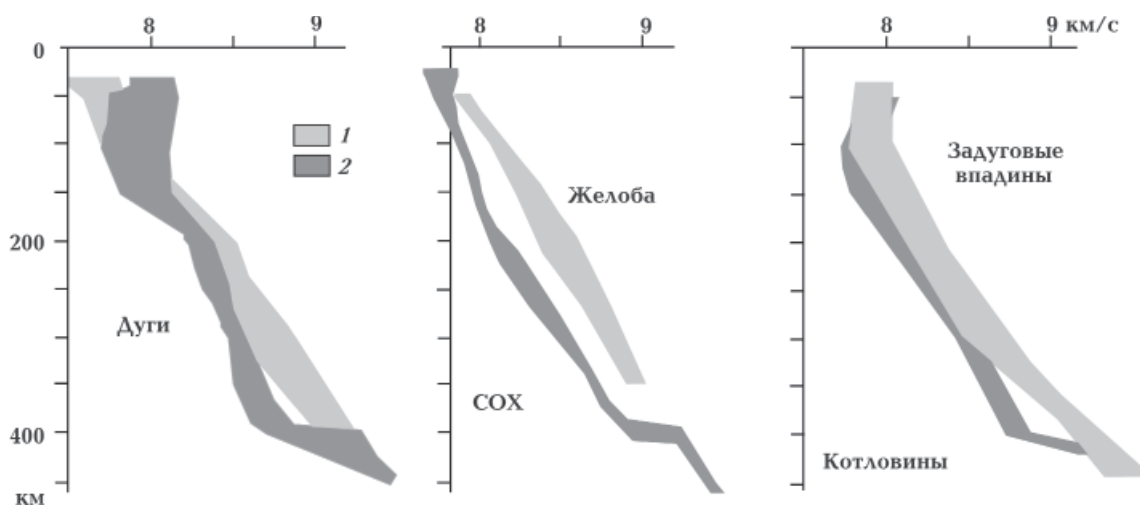 8 9
8 9
8 9 км/с
0
1
2
Задуговые
впадины
Желоба
200
Дуги
СОХ
400
Котловины
км